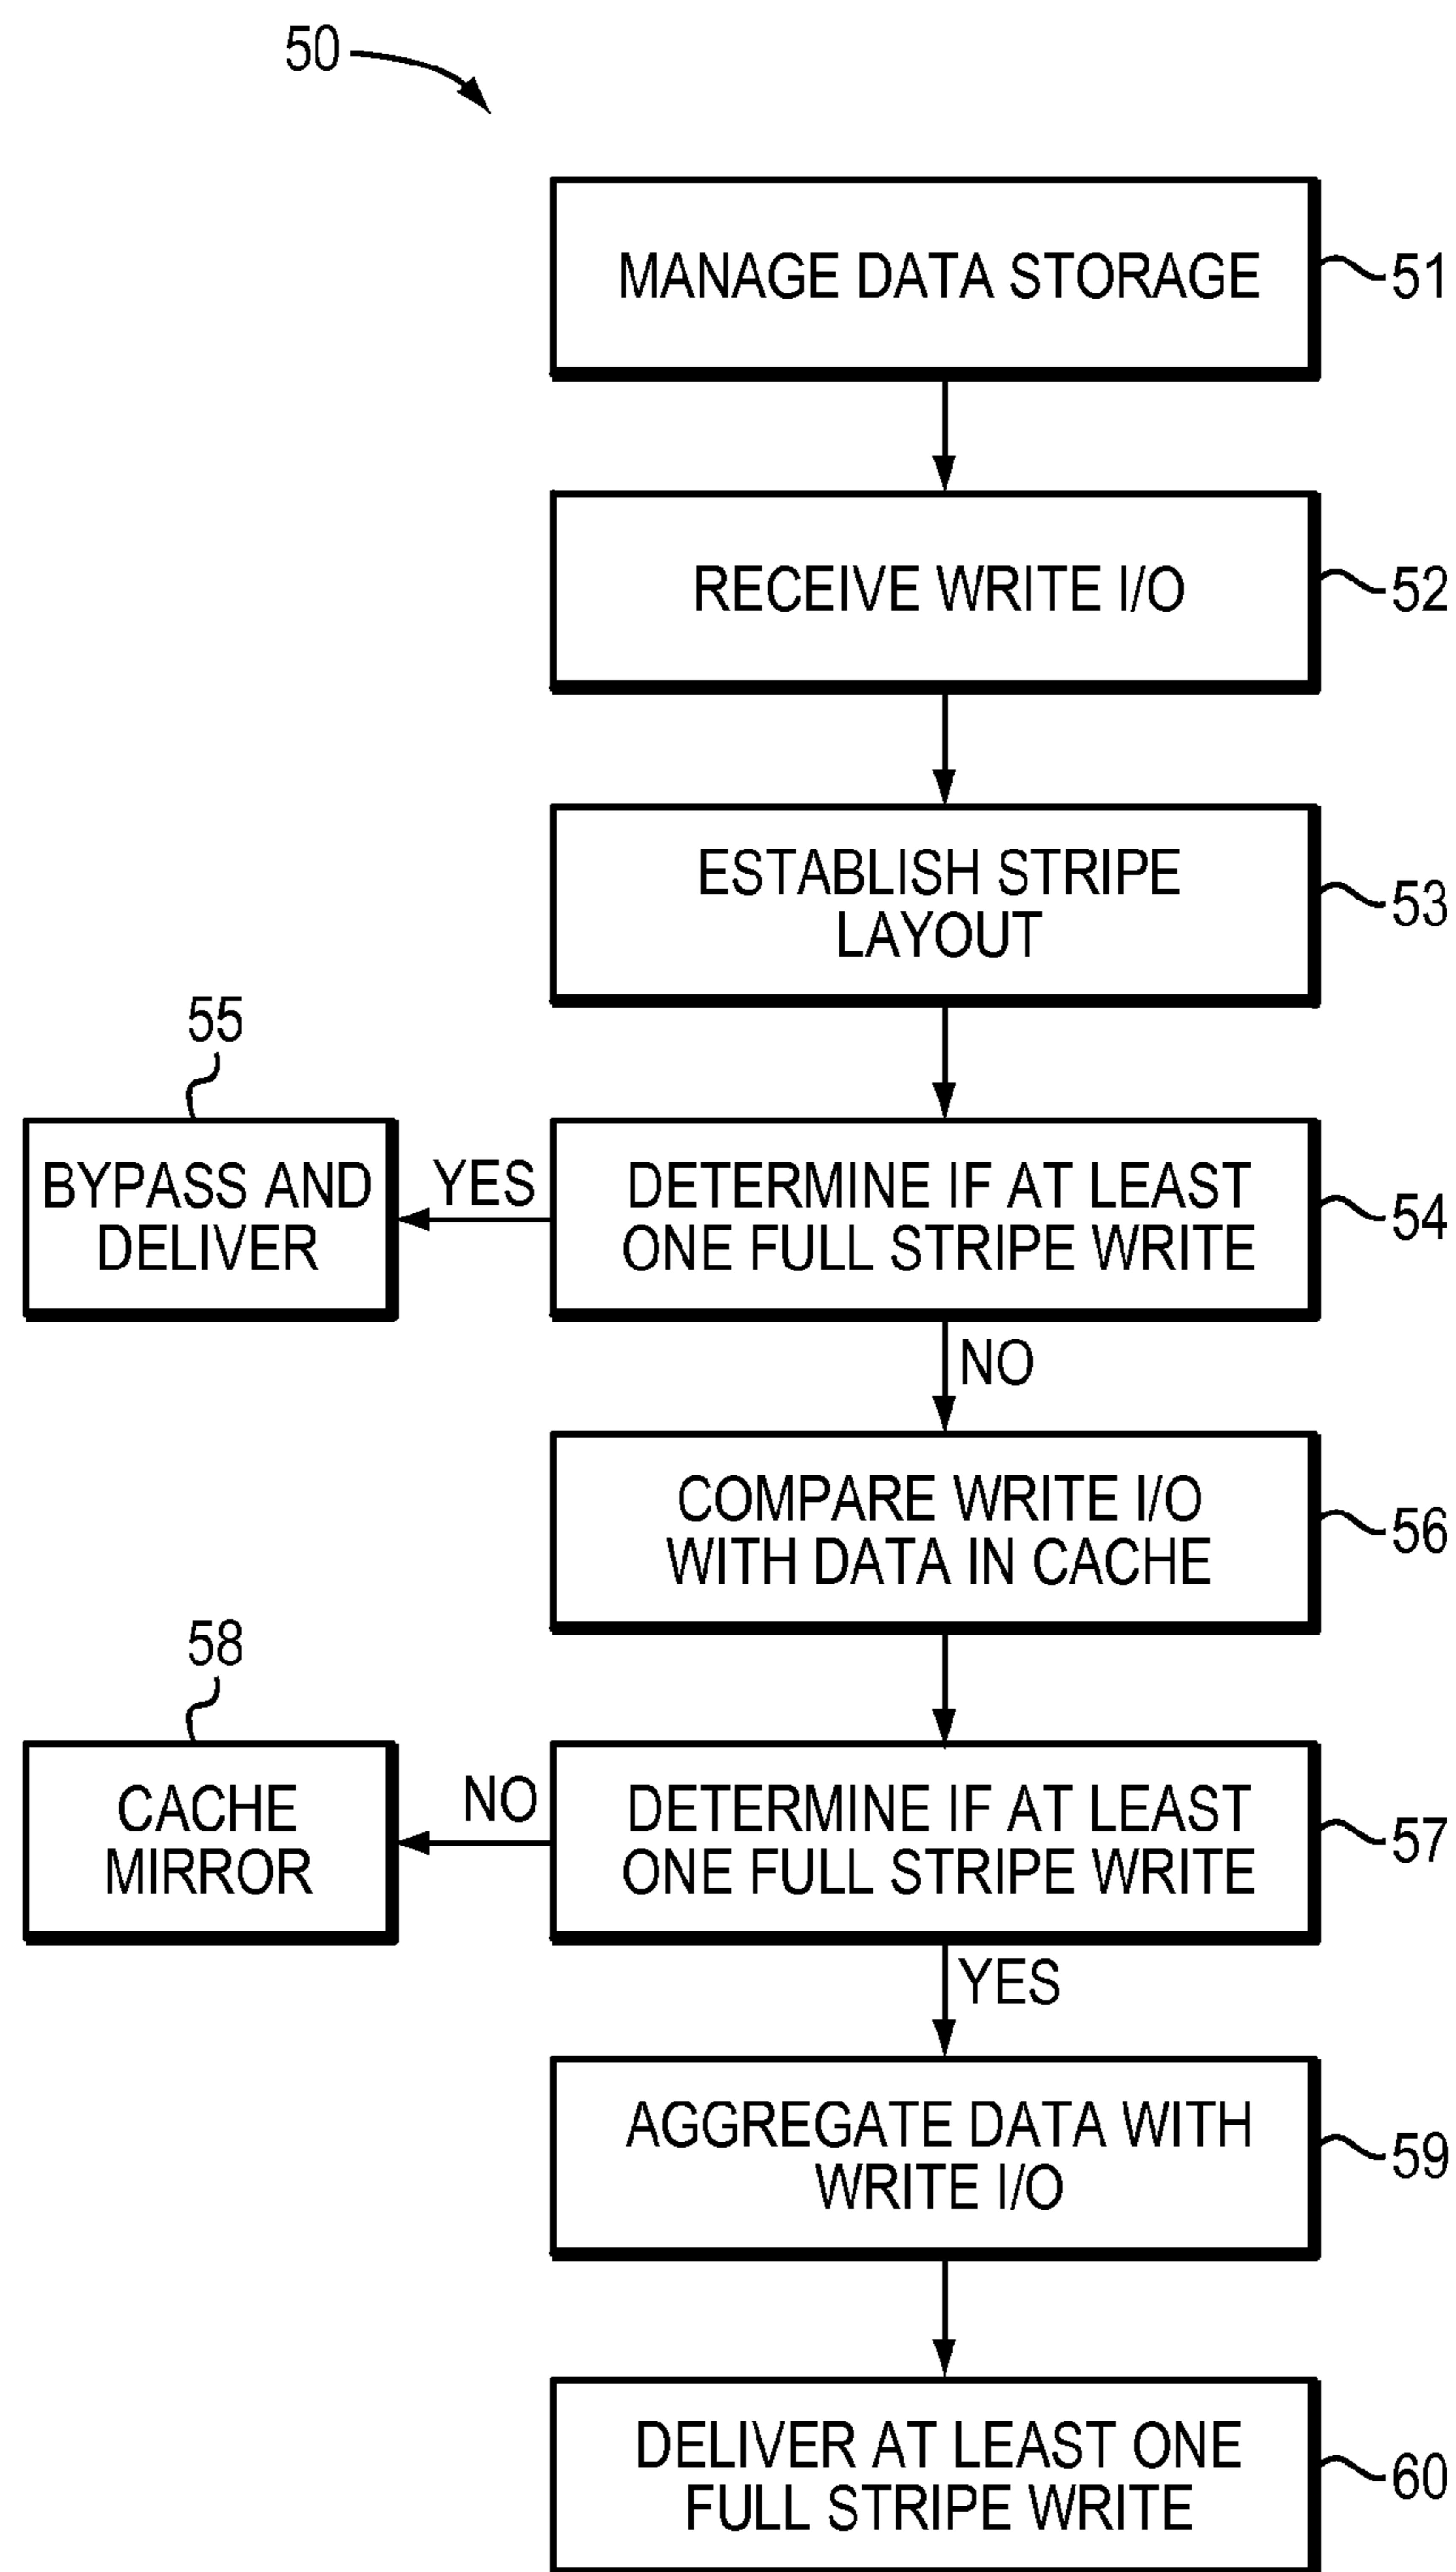 50
MANAGE DATA STORAGE
51
RECEIVE WRITE I/O
52
ESTABLISH STRIPE
LAYOUT
53
55
BYPASS AND
DELIVER
YES
DETERMINE IF AT LEAST
ONE FULL STRIPE WRITE
54
NO
COMPARE WRITE I/O
WITH DATA IN CACHE
56
58
CACHE
MIRROR
NO
DETERMINE IF AT LEAST
ONE FULL STRIPE WRITE
57
YES
AGGREGATE DATA WITH
WRITE I/O
59
DELIVER AT LEAST ONE
FULL STRIPE WRITE
60